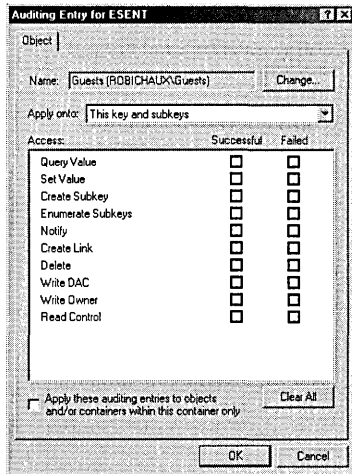 Auditing Entry for ESENT
Object
Name: Guests (ROBICHAUX\Guests) Change...
Apply onto: This key and subkeys
Access: Successful Failed
Query Value
Set Value
Create Subkey
Enumerate Subkeys
Notify
Create Link
Delete
Write DAC
Write Owner
Read Control
Apply these auditing entries to objects Clear All
and/or containers within this container only
OK Cancel